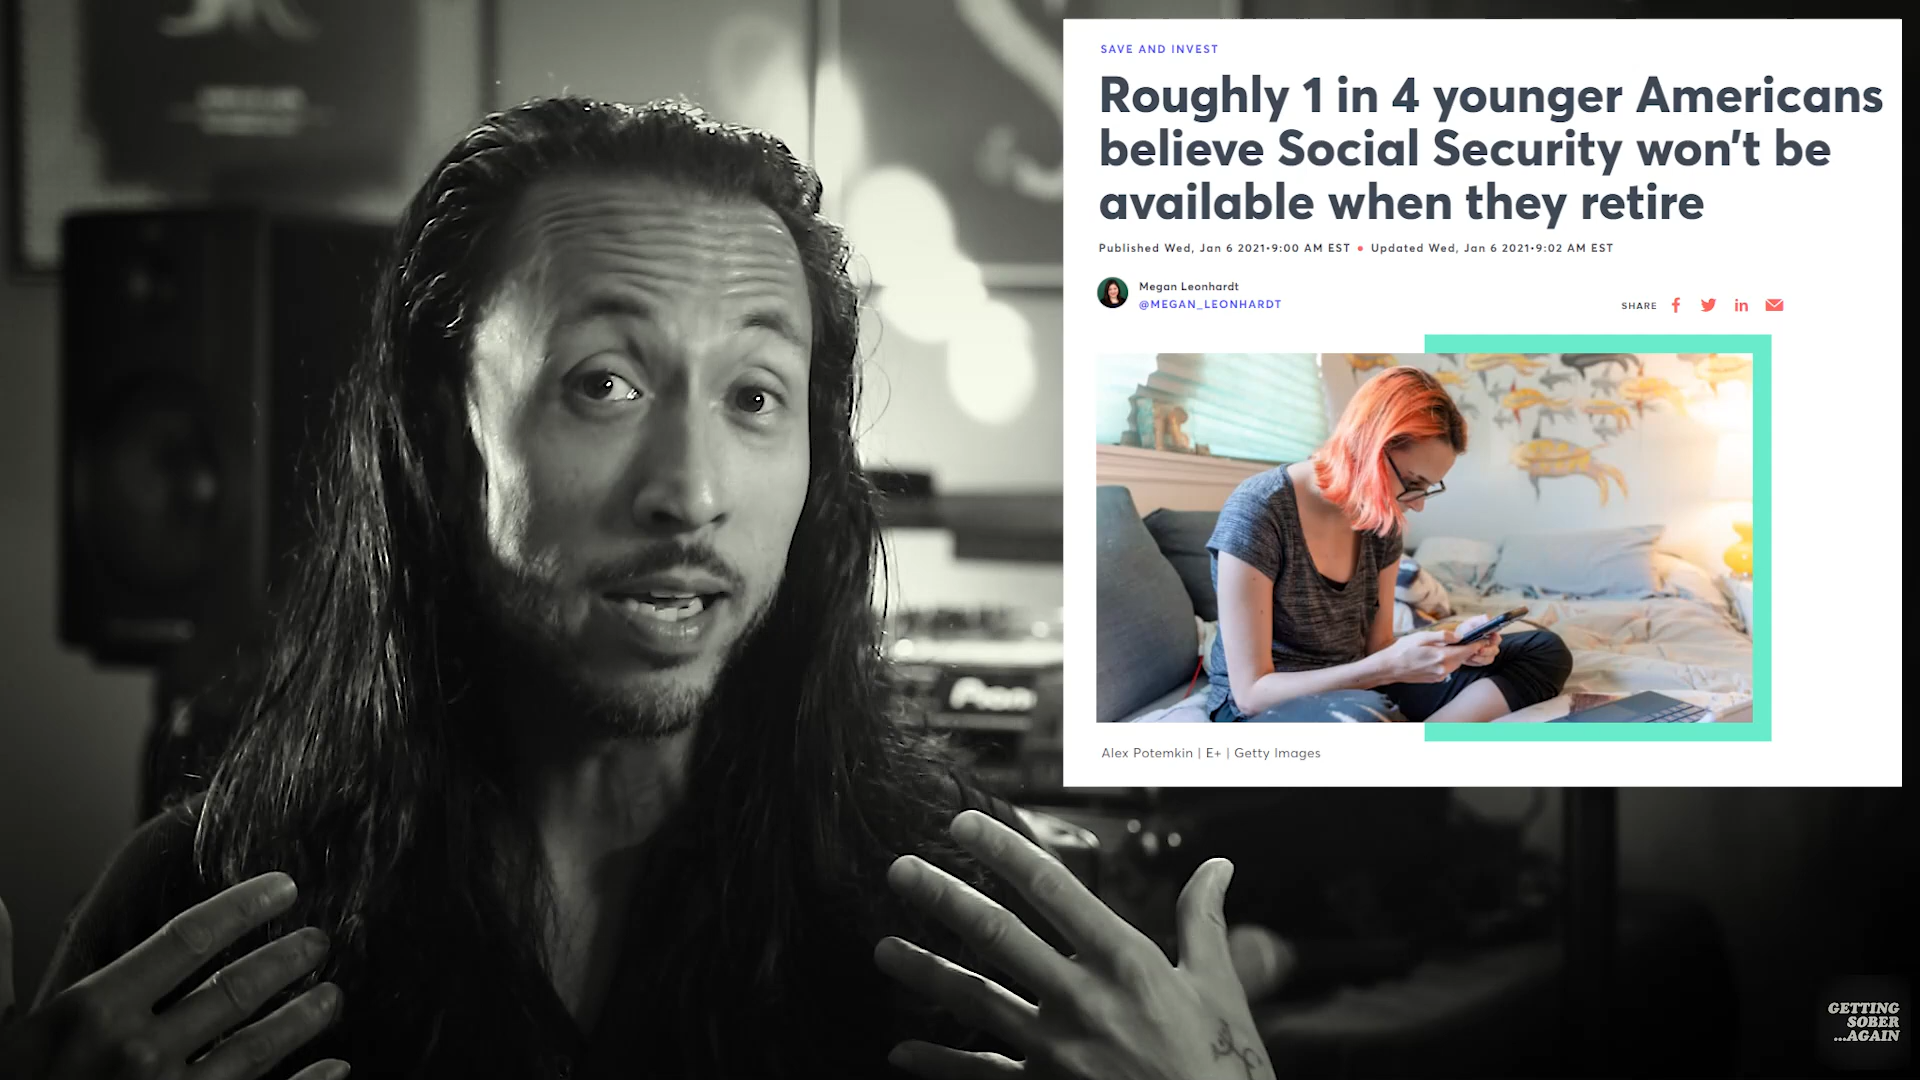 SAVE AND INVEST
Roughly 1 in 4 younger Americans
believe Social Security won't be
available when they retire
Published Wed, Jan 6 2021•9:00 AM EST • Updated Wed, Jan 6 2021•9:02 AM EST
Megan Leonhardt
@MEGAN_LEONHARDT
SHARE
Alex Potemkin | E+ | Getty Images
GETTING
SOBER
...AGAIN